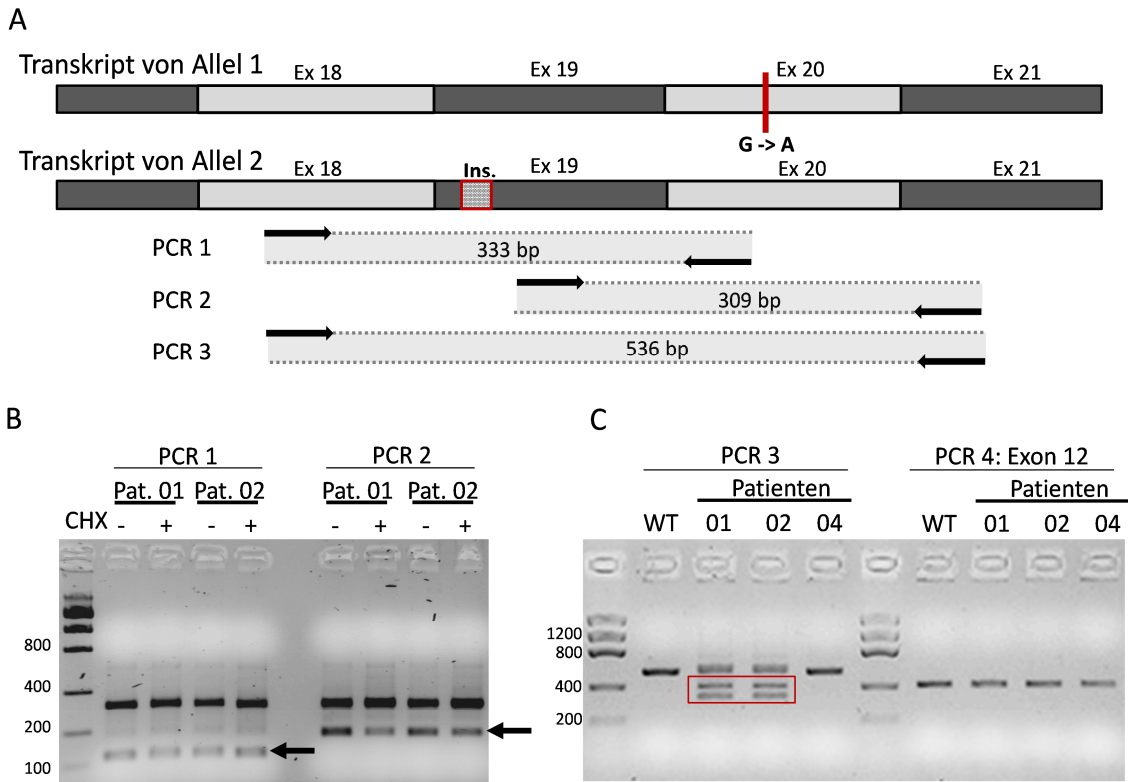 A
Transkript von Allel 1
Ex 18
Ex 19
Ex 20
Ex 21
G -> A
Transkript von Allel 2
Ex 18
Ins.
Ex 19
Ex 20
Ex 21
PCR 1
333 bp
PCR 2
309 bp
PCR 3
536 bp
B
PCR 1
PCR 2
Pat. 01
Pat. 02
Pat. 01
Pat. 02
CHX
-
+
-
+
-
+
-
+
800
400
200
100
C
PCR 3
PCR 4: Exon 12
Patienten
Patienten
WT
01
02
04
WT
01
02
04
1200
800
400
200